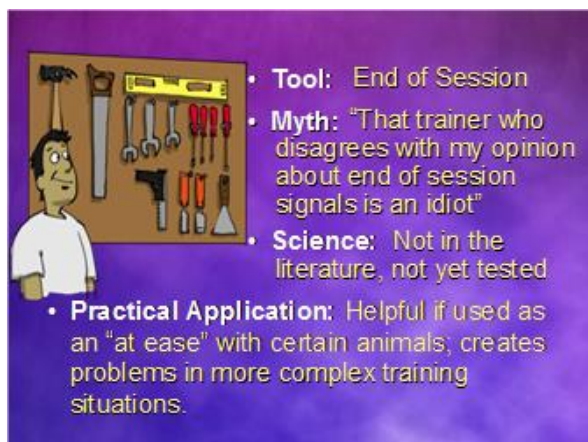 • Tool: End of Session
• Myth: "That trainer who
disagrees with my opinion
about end of session
signals is an idiot"
• Science: Not in the
literature, not yet tested
• Practical Application: Helpful if used as
an "at ease" with certain animals; creates
problems in more complex training
situations.